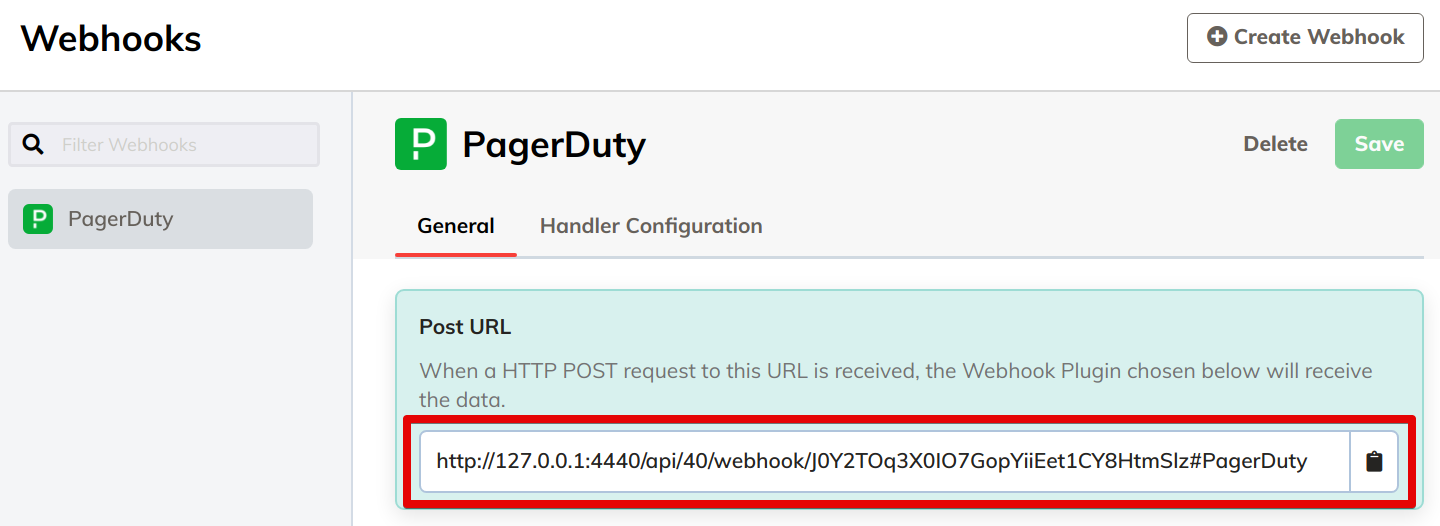 Webhooks
Create Webhook
Filter Webhooks
PagerDuty
PagerDuty
Delete
Save
General
Handler Configuration
Post URL
When a HTTP POST request to this URL is received, the Webhook Plugin chosen below will receive
the data.
http://127.0.0.1:4440/api/40/webhook/J0Y2TOq3X0IO7GopYiiEet1CY8HtmSlz#PagerDuty